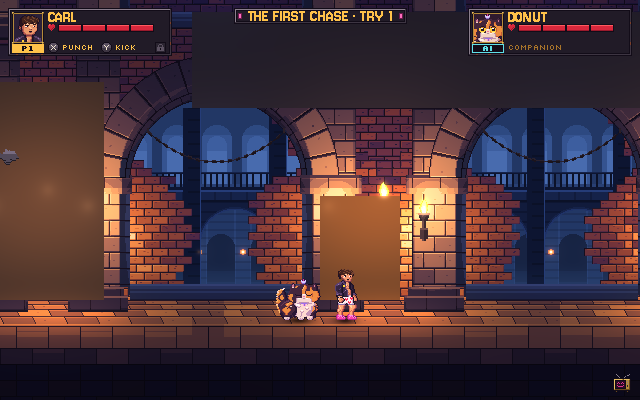 CARL
P1
X PUNCH Y KICK
THE FIRST CHASE · TRY 1
DONUT
AI
COMPANION